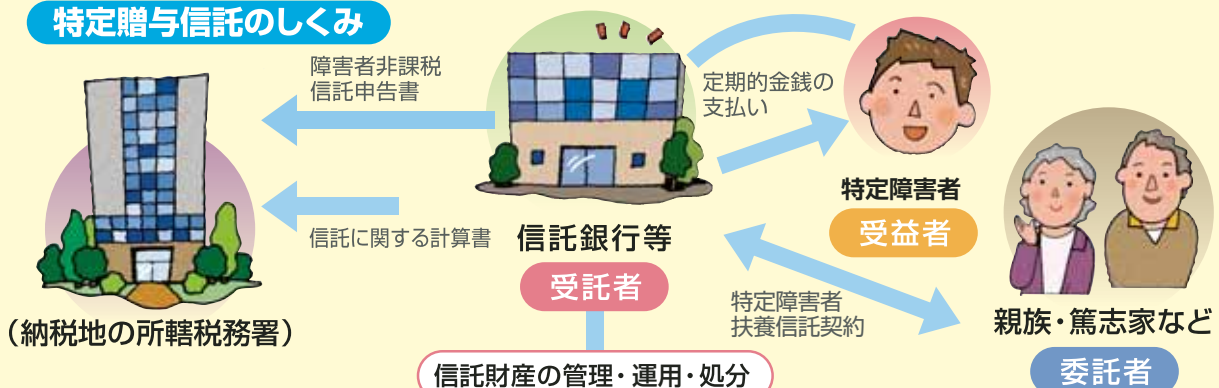 特定贈与信託のしくみ
障害者非課税
信託申告書
定期的金銭の
支払い
特定障害者
受益者
信託に関する計算書
信託銀行等
受託者
特定障害者
扶養信託契約
親族・篤志家など
委託者
（納税地の所轄税務署）
信託財産の管理・運用・処分